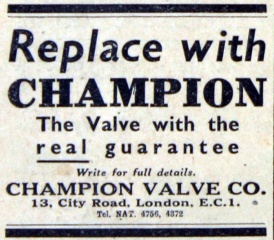 Replace with
CHAMPION
The Valve with the
real guarantee
Write for full details.
CHAMPION VALVE CO.
13, City Road, London, E.C.1.
Tel. NAT. 4756, 4372